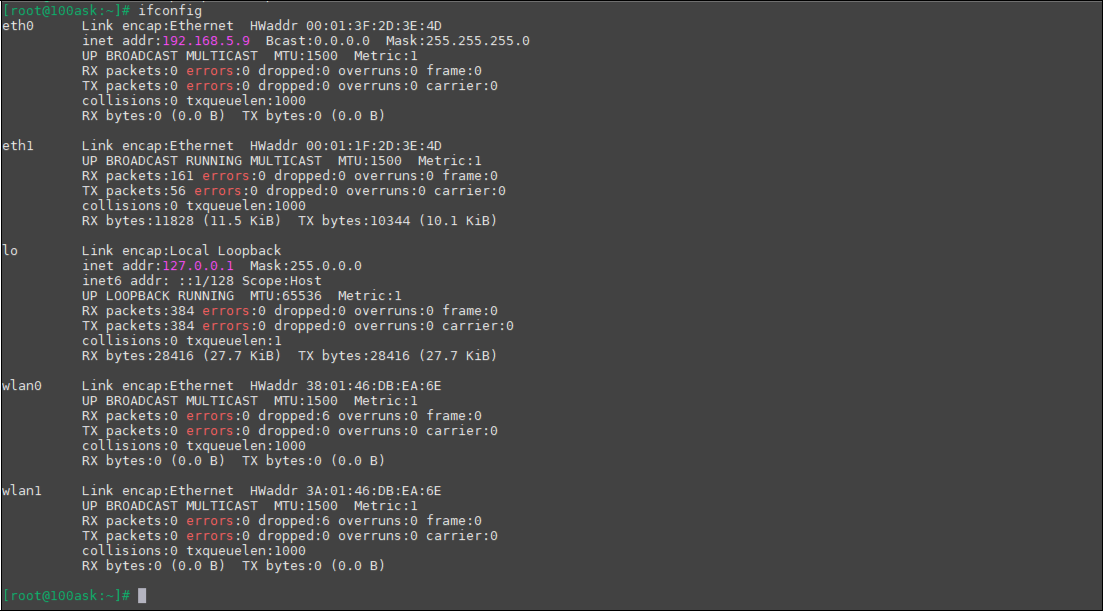 [root@100ask:~]# ifconfig
eth0      Link encap:Ethernet  HWaddr 00:01:3F:2D:3E:4D
          inet addr:192.168.5.9  Bcast:0.0.0.0  Mask:255.255.255.0
          UP BROADCAST MULTICAST  MTU:1500  Metric:1
          RX packets:0 errors:0 dropped:0 overruns:0 frame:0
          TX packets:0 errors:0 dropped:0 overruns:0 carrier:0
          collisions:0 txqueuelen:1000
          RX bytes:0 (0.0 B)  TX bytes:0 (0.0 B)

eth1      Link encap:Ethernet  HWaddr 00:01:1F:2D:3E:4D
          UP BROADCAST RUNNING MULTICAST  MTU:1500  Metric:1
          RX packets:161 errors:0 dropped:0 overruns:0 frame:0
          TX packets:56 errors:0 dropped:0 overruns:0 carrier:0
          collisions:0 txqueuelen:1000
          RX bytes:11828 (11.5 KiB)  TX bytes:10344 (10.1 KiB)

lo        Link encap:Local Loopback
          inet addr:127.0.0.1  Mask:255.0.0.0
          inet6 addr: ::1/128 Scope:Host
          UP LOOPBACK RUNNING  MTU:65536  Metric:1
          RX packets:384 errors:0 dropped:0 overruns:0 frame:0
          TX packets:384 errors:0 dropped:0 overruns:0 carrier:0
          collisions:0 txqueuelen:1
          RX bytes:28416 (27.7 KiB)  TX bytes:28416 (27.7 KiB)

wlan0     Link encap:Ethernet  HWaddr 38:01:46:DB:EA:6E
          UP BROADCAST MULTICAST  MTU:1500  Metric:1
          RX packets:0 errors:0 dropped:6 overruns:0 frame:0
          TX packets:0 errors:0 dropped:0 overruns:0 carrier:0
          collisions:0 txqueuelen:1000
          RX bytes:0 (0.0 B)  TX bytes:0 (0.0 B)

wlan1     Link encap:Ethernet  HWaddr 3A:01:46:DB:EA:6E
          UP BROADCAST MULTICAST  MTU:1500  Metric:1
          RX packets:0 errors:0 dropped:6 overruns:0 frame:0
          TX packets:0 errors:0 dropped:0 overruns:0 carrier:0
          collisions:0 txqueuelen:1000
          RX bytes:0 (0.0 B)  TX bytes:0 (0.0 B)

[root@100ask:~]#